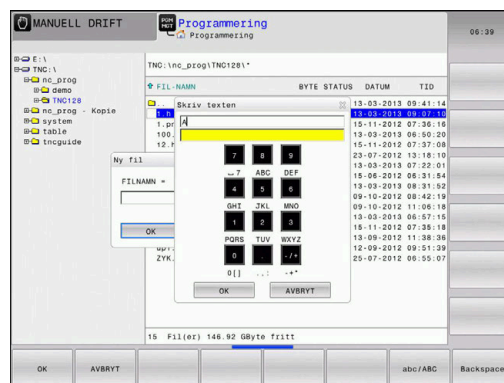 MANUELL DRIFT
PGM
MGT
Programmering
Programmering
06:39
E:\
TNC:\
nc_prog
demo
TNC128
nc_prog - Kopie
system
table
tncguide
TNC:\nc_prog\TNC128\*
FIL-NAMN BYTE STATUS DATUM TID
..
13-03-2013 09:41:14
1.h 13-03-2013 09:07:10
15-11-2012 07:36:16
100. 13-03-2013 06:50:20
12.h 15-11-2012 07:37:08
23-07-2012 13:18:10
13-03-2013 07:22:01
15-06-2012 06:31:54
13-03-2013 08:31:52
09-10-2012 08:42:19
09-10-2012 11:06:18
13-03-2013 06:57:15
15-11-2012 07:35:18
13-09-2012 11:38:36
12-09-2012 09:51:39
ZYK. 25-07-2012 06:55:07
Ny fil
FILNAMN =
OK
Skriv texten
A
7 8 9
7 ABC DEF
4 5 6
GHI JKL MNO
1 2 3
PQRS TUV WXYZ
0 . -/+
0[] ..: -+*
OK AVBRYT
15 Fil(er) 146.92 GByte fritt
OK AVBRYT abc/ABC Backspace